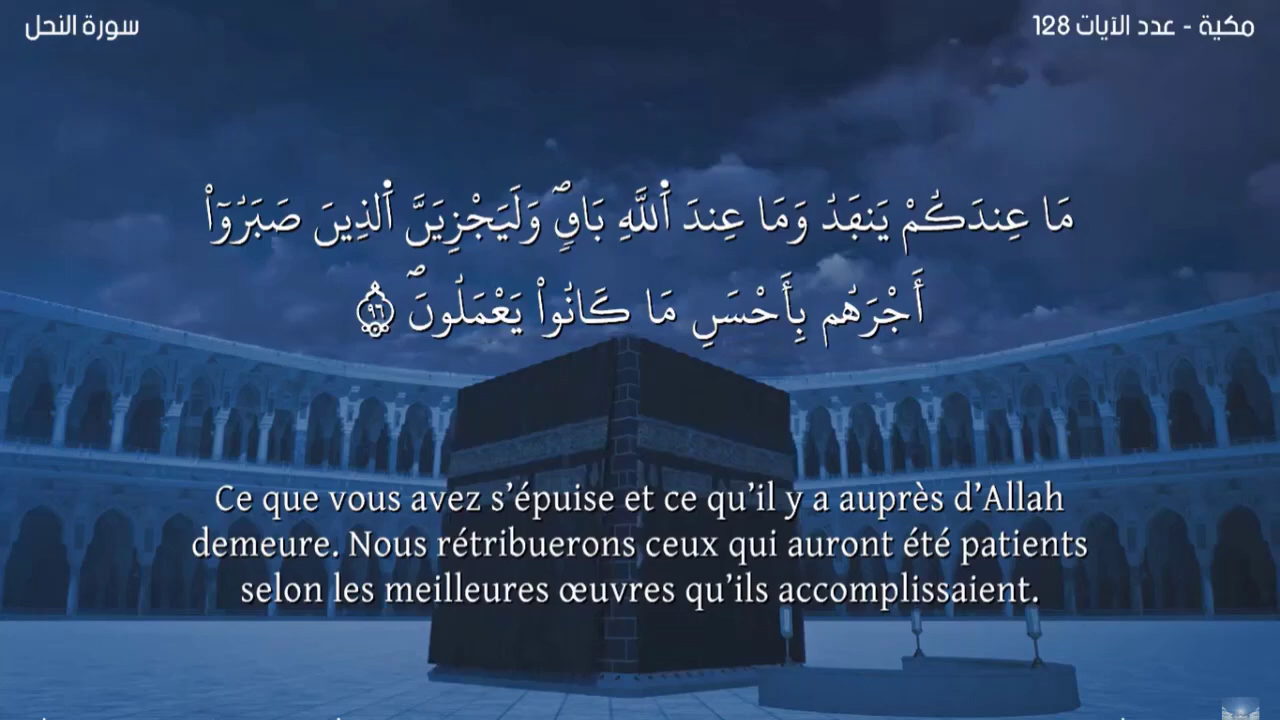 سورة النحل
مكية - عدد الآيات 128
مَا عِندَكُمْ يَنفَدُ وَمَا عِندَ اَ۬للَّهِ بَاقٖۖ وَلَيَجْزِيَنَّ اَ۬لذِينَ صَبَرُوٓاْ
أَجْرَهُم بِأَحْسَنِ مَا كَانُواْ يَعْمَلُونَۖ ۝٩٦
Ce que vous avez s’épuise et ce qu’il y a auprès d’Allah
demeure. Nous rétribuerons ceux qui auront été patients
selon les meilleures œuvres qu’ils accomplissaient.